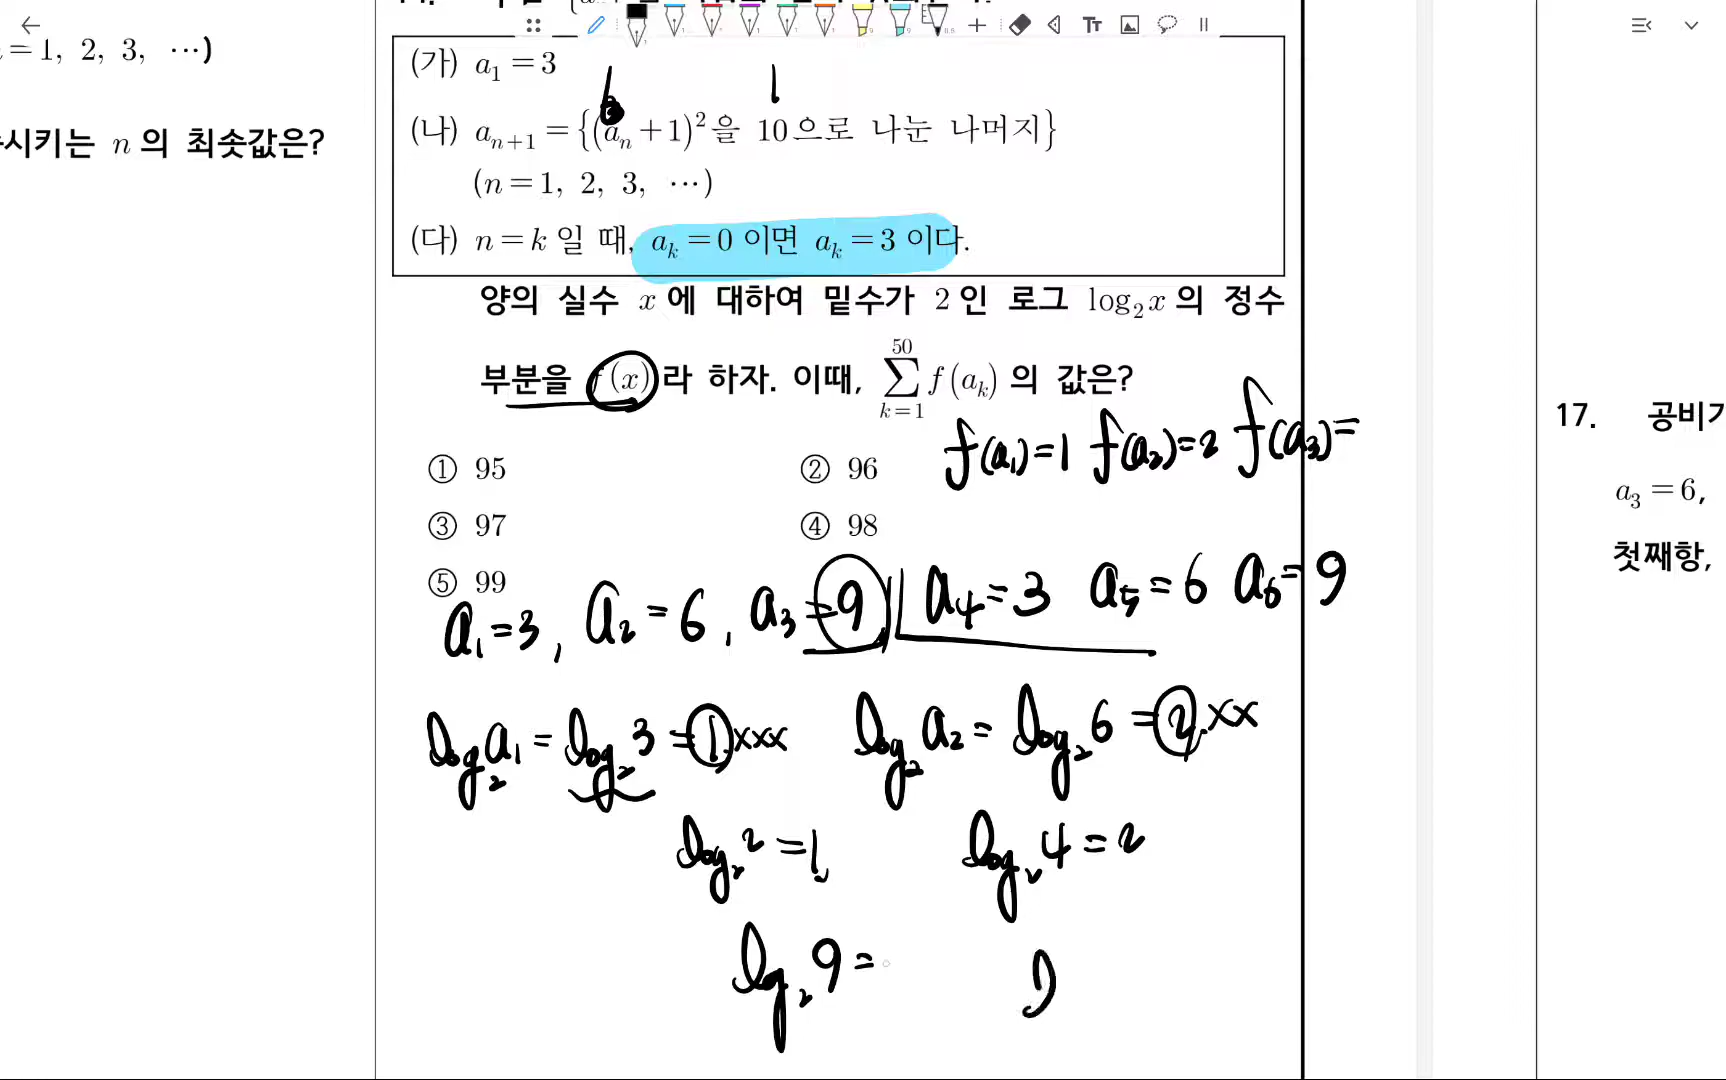 = 1, 2, 3, ⋯)
시키는 n 의 최솟값은?
(가) a₁ = 3
6 1
(나) aₙ₊₁ = {(aₙ + 1)² 을 10으로 나눈 나머지}
(n = 1, 2, 3, ⋯)
(다) n = k 일 때, aₖ = 0 이면 aₖ = 3 이다.
양의 실수 x 에 대하여 밑수가 2 인 로그 log₂x 의 정수
부분을 f(x) 라 하자. 이때, ∑ₖ₌₁⁵⁰ f(aₖ) 의 값은?
f(a₁)=1 f(a₂)=2 f(a₃)=
① 95 ② 96
③ 97 ④ 98
⑤ 99
a₁=3, a₂=6, a₃=9 a₄=3 a₅=6 a₆=9
log₂a₁ = log₂3 = 1.xxx log₂a₂ = log₂6 = 2.xx
log₂2 = 1 log₂4 = 2
log₂9 =
17. 공비가
a₃ = 6,
첫째항,